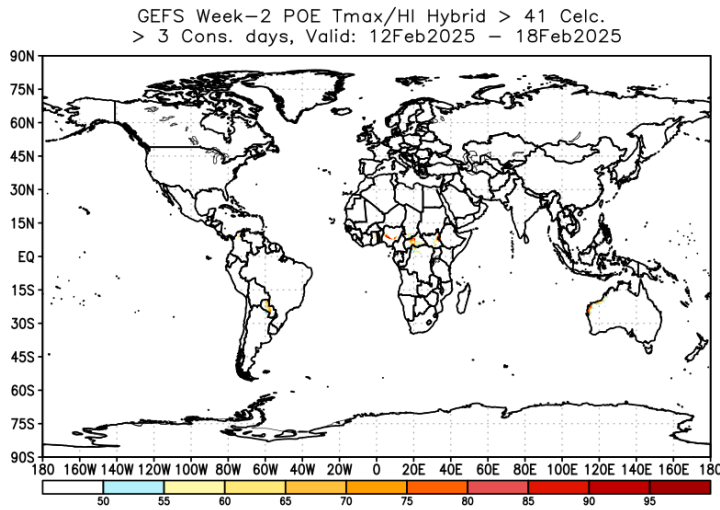 GEFS Week-2 POE Tmax/HI Hybrid > 41 Celc.
> 3 Cons. days, Valid: 12Feb2025 – 18Feb2025
90N
75N
60N
45N
30N
15N
EQ
15S
30S
45S
60S
75S
90S
180 160W 140W 120W 100W 80W 60W 40W 20W 0 20E 40E 60E 80E 100E 120E 140E 160E 180
50 55 60 65 70 75 80 85 90 95